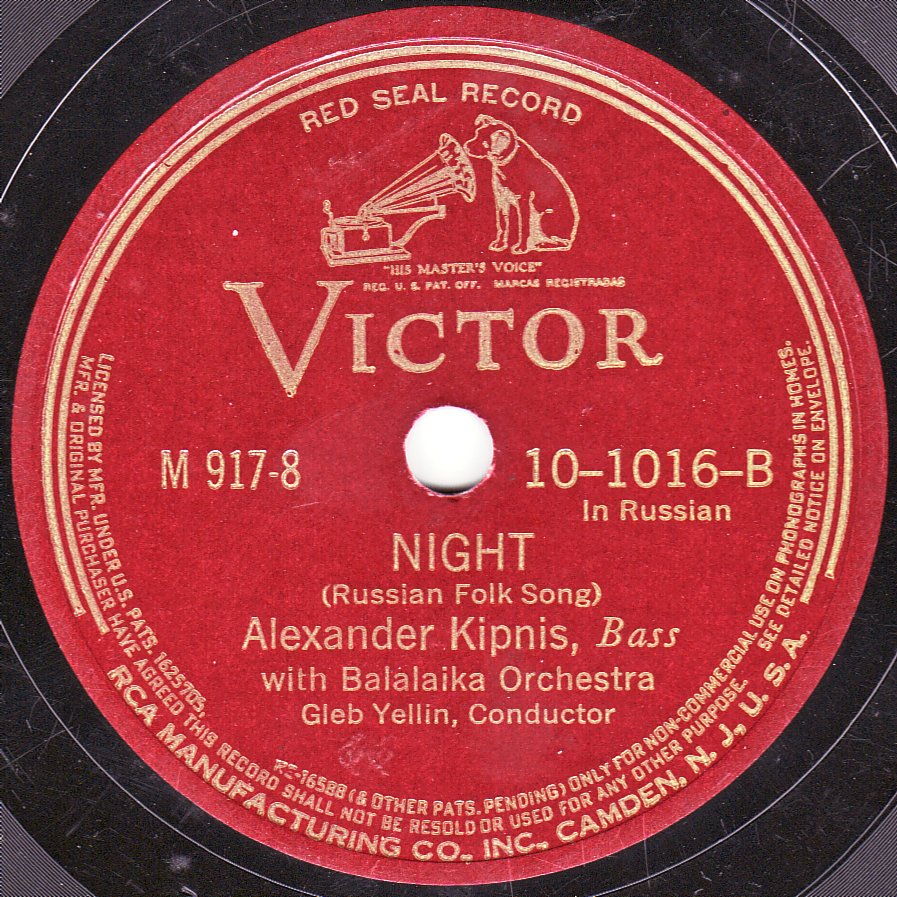 RED SEAL RECORD
"HIS MASTER'S VOICE"
REG. U. S. PAT. OFF. MARCAS REGISTRADAS
VICTOR
M 917-8
10-1016-B
In Russian
NIGHT
(Russian Folk Song)
Alexander Kipnis, Bass
with Balalaika Orchestra
Gleb Yellin, Conductor
LICENSED BY MFR. UNDER U.S. PATS. 1625705, RE-16588 (& OTHER PATS. PENDING) ONLY FOR NON-COMMERCIAL USE ON PHONOGRAPHS IN HOMES.
MFR. & ORIGINAL PURCHASER HAVE AGREED THIS RECORD SHALL NOT BE RESOLD OR USED FOR ANY OTHER PURPOSE. SEE DETAILED NOTICE ON ENVELOPE.
RCA MANUFACTURING CO., INC., CAMDEN, N. J., U. S. A.